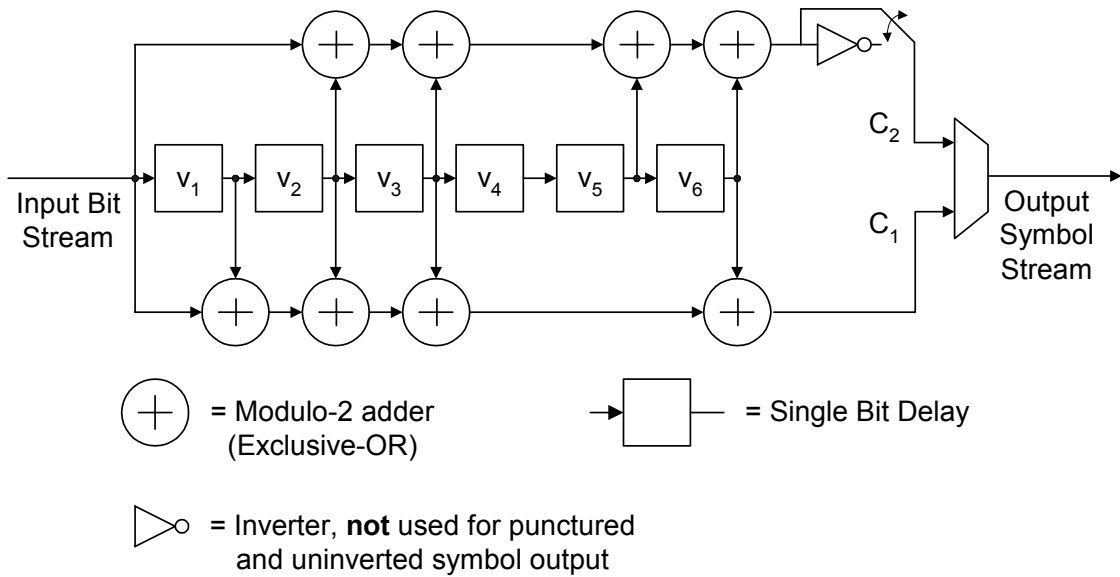 C₂
v₁ v₂ v₃ v₄ v₅ v₆
Input Bit
Stream
C₁
Output
Symbol
Stream
= Modulo-2 adder
(Exclusive-OR)
= Single Bit Delay
= Inverter, not used for punctured
and uninverted symbol output